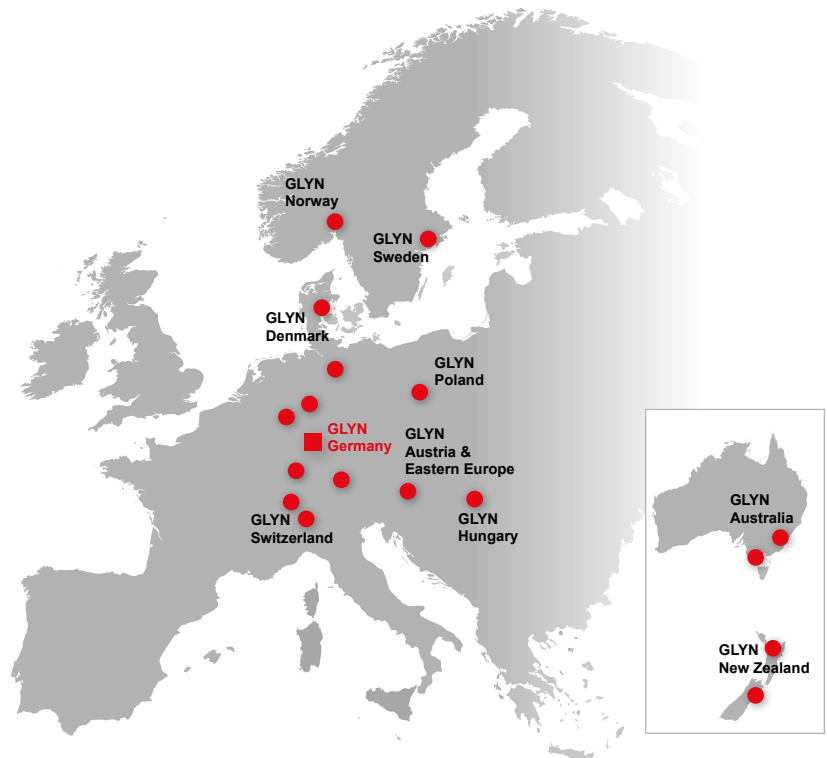 GLYN
Norway
GLYN
Sweden
GLYN
Denmark
GLYN
Poland
GLYN
Germany
GLYN
Austria &
Eastern Europe
GLYN
Hungary
GLYN
Switzerland
GLYN
Australia
GLYN
New Zealand